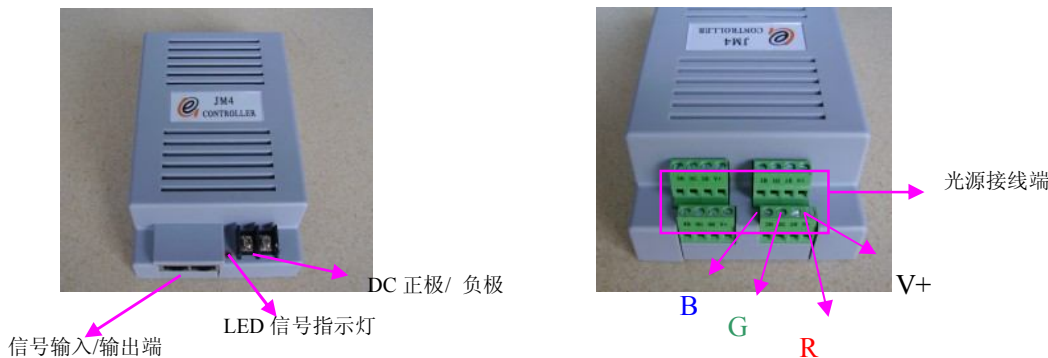 JM4
CONTROLLER
DC 正极/ 负极
LED 信号指示灯
信号输入/输出端
JM4
CONTROLLER
光源接线端
V+
B
G
R